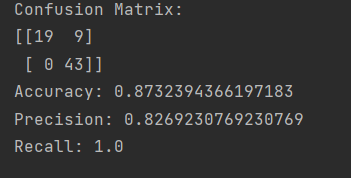 Confusion Matrix:
[[19  9]
 [ 0 43]]
Accuracy: 0.8732394366197183
Precision: 0.8269230769230769
Recall: 1.0